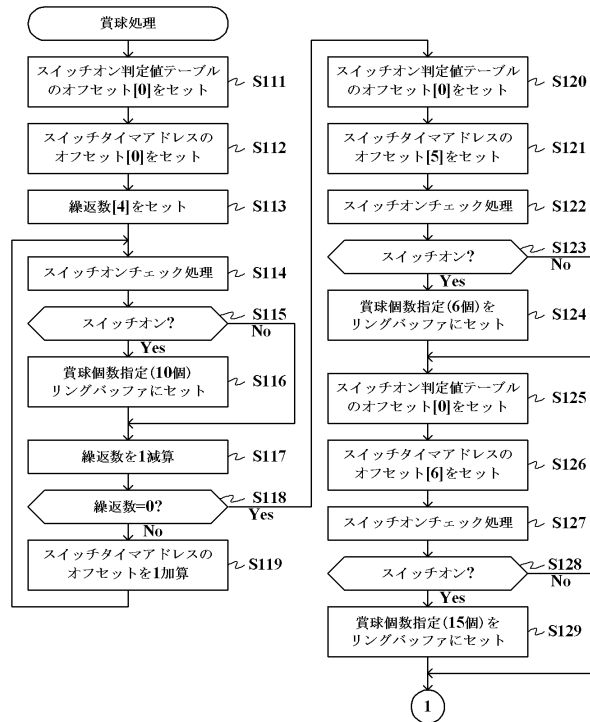 賞球処理
スイッチオン判定値テーブル
のオフセット[0]をセット
S111
スイッチタイマアドレスの
オフセット[0]をセット
S112
繰返数[4]をセット
S113
スイッチオンチェック処理
S114
スイッチオン?
S115
No
Yes
賞球個数指定(10個)
リングバッファにセット
S116
繰返数を1減算
S117
繰返数=0?
S118
Yes
No
スイッチタイマアドレスの
オフセットを1加算
S119
スイッチオン判定値テーブル
のオフセット[0]をセット
S120
スイッチタイマアドレスの
オフセット[5]をセット
S121
スイッチオンチェック処理
S122
スイッチオン?
S123
No
Yes
賞球個数指定(6個)を
リングバッファにセット
S124
スイッチオン判定値テーブル
のオフセット[0]をセット
S125
スイッチタイマアドレスの
オフセット[6]をセット
S126
スイッチオンチェック処理
S127
スイッチオン?
S128
No
Yes
賞球個数指定(15個)を
リングバッファにセット
S129
1